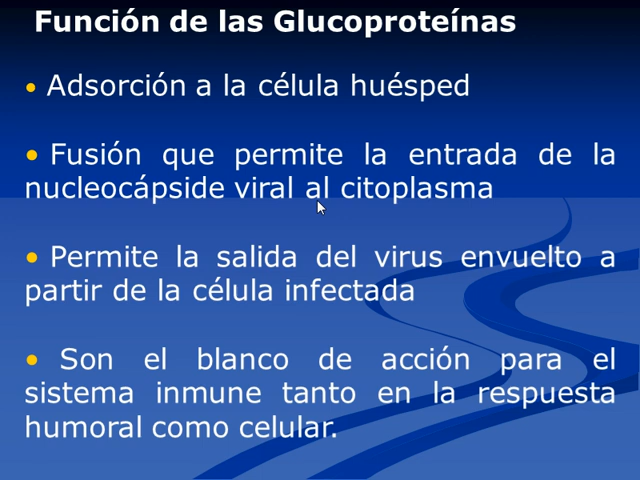 Función de las Glucoproteínas
• Adsorción a la célula huésped
• Fusión que permite la entrada de la
nucleocápside viral al citoplasma
• Permite la salida del virus envuelto a
partir de la célula infectada
• Son el blanco de acción para el
sistema inmune tanto en la respuesta
humoral como celular.